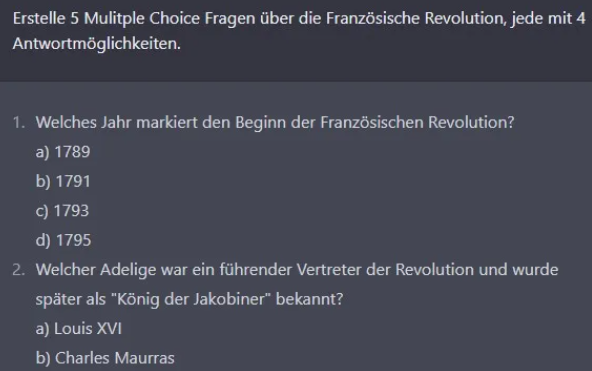 Erstelle 5 Mulitple Choice Fragen über die Französische Revolution, jede mit 4
Antwortmöglichkeiten.
1. Welches Jahr markiert den Beginn der Französischen Revolution?
a) 1789
b) 1791
c) 1793
d) 1795
2. Welcher Adelige war ein führender Vertreter der Revolution und wurde
später als "König der Jakobiner" bekannt?
a) Louis XVI
b) Charles Maurras